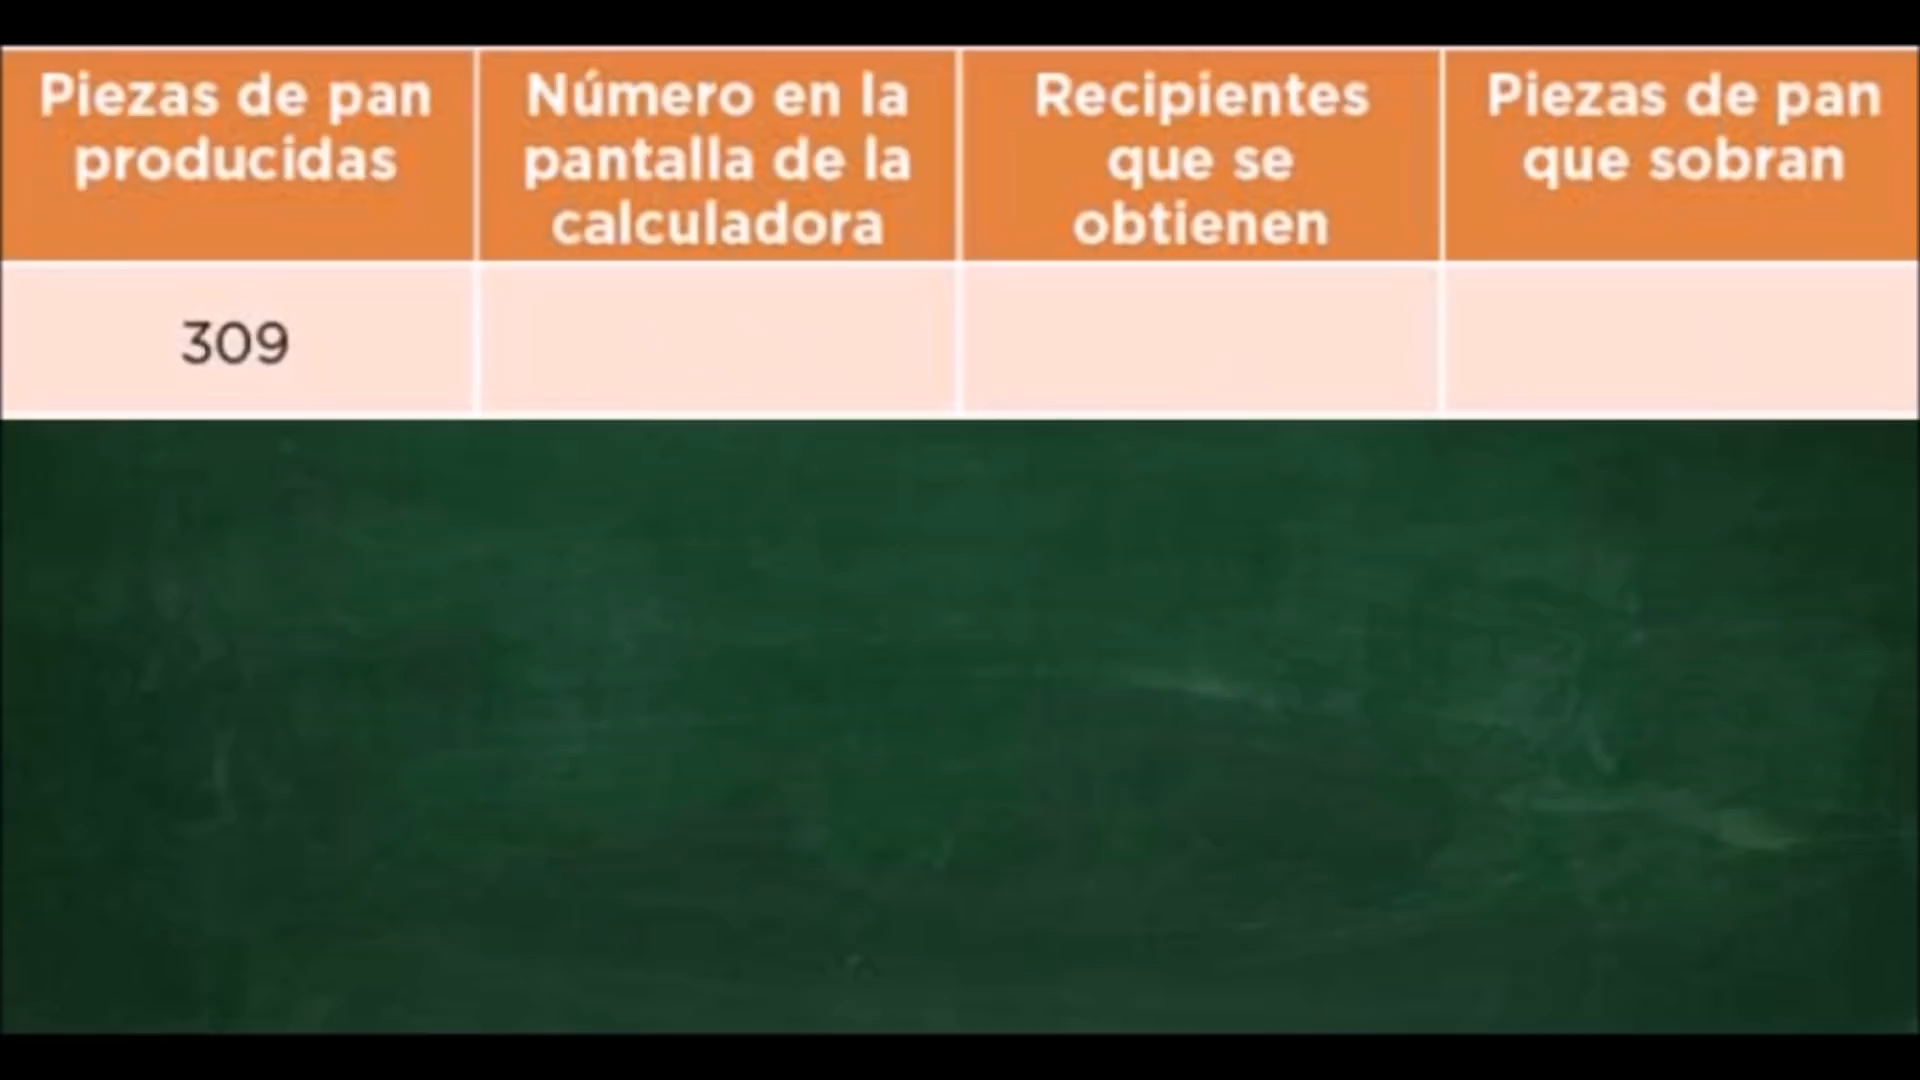 Piezas de pan
producidas
Número en la
pantalla de la
calculadora
Recipientes
que se
obtienen
Piezas de pan
que sobran
309